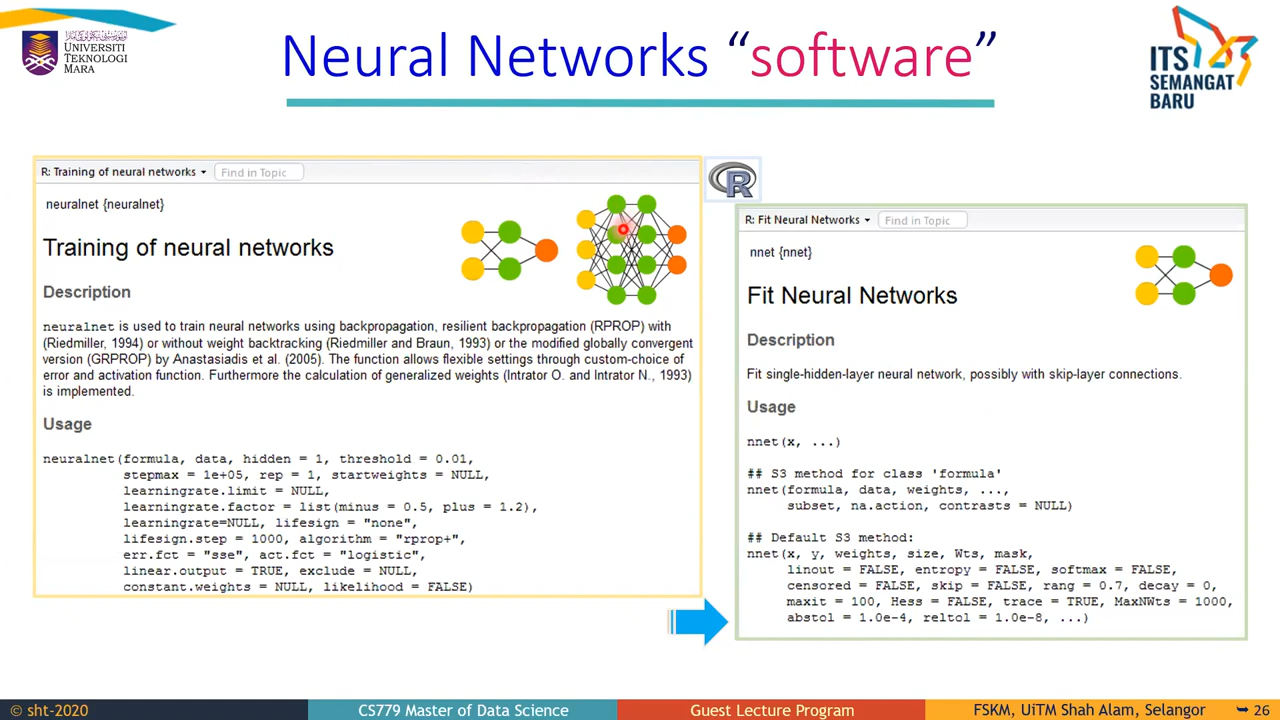 UNIVERSITI
TEKNOLOGI
MARA
Neural Networks “software”
ITS
SEMANGAT
BARU
R: Training of neural networks
Find in Topic
neuralnet {neuralnet}
Training of neural networks
Description
neuralnet is used to train neural networks using backpropagation, resilient backpropagation (RPROP) with
(Riedmiller, 1994) or without weight backtracking (Riedmiller and Braun, 1993) or the modified globally convergent
version (GRPROP) by Anastasiadis et al. (2005). The function allows flexible settings through custom-choice of
error and activation function. Furthermore the calculation of generalized weights (Intrator O. and Intrator N., 1993)
is implemented.
Usage
neuralnet(formula, data, hidden = 1, threshold = 0.01,
stepmax = 1e+05, rep = 1, startweights = NULL,
learningrate.limit = NULL,
learningrate.factor = list(minus = 0.5, plus = 1.2),
learningrate=NULL, lifesign = "none",
lifesign.step = 1000, algorithm = "rprop+",
err.fct = "sse", act.fct = "logistic",
linear.output = TRUE, exclude = NULL,
constant.weights = NULL, likelihood = FALSE)
R
R: Fit Neural Networks
Find in Topic
nnet {nnet}
Fit Neural Networks
Description
Fit single-hidden-layer neural network, possibly with skip-layer connections.
Usage
nnet(x, ...)
## S3 method for class 'formula'
nnet(formula, data, weights, ...,
subset, na.action, contrasts = NULL)
## Default S3 method:
nnet(x, y, weights, size, Wts, mask,
linout = FALSE, entropy = FALSE, softmax = FALSE,
censored = FALSE, skip = FALSE, rang = 0.7, decay = 0,
maxit = 100, Hess = FALSE, trace = TRUE, MaxNWts = 1000,
abstol = 1.0e-4, reltol = 1.0e-8, ...)
© sht-2020
CS779 Master of Data Science
Guest Lecture Program
FSKM, UiTM Shah Alam, Selangor
26